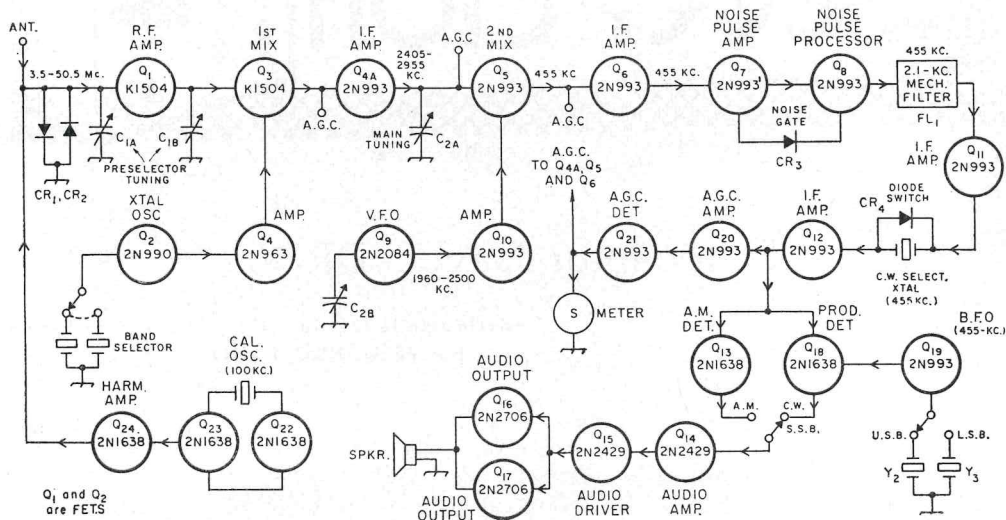 ANT.
3.5-50.5 Mc.
R.F. AMP.
Q1
K1504
1ST MIX
Q3
K1504
I.F. AMP.
Q4A
2N993
2405-2955 KC.
A.G.C
2ND MIX
Q5
2N993
455 KC
I.F. AMP.
Q6
2N993
455 KC.
NOISE PULSE AMP
Q7
2N993'
NOISE PULSE PROCESSOR
Q8
2N993
455 KC.
2.1-KC. MECH. FILTER
FL1
C1A
C1B
PRESELECTOR TUNING
CR1, CR2
A.G.C.
MAIN TUNING
C2A
A.G.C
NOISE GATE
CR3
I.F. AMP.
Q11
2N993
XTAL OSC
Q2
2N990
AMP.
Q4
2N963
V.F.O
Q9
2N2084
1960-2500 KC.
AMP.
Q10
2N993
A.G.C. TO Q4A, Q5 AND Q6
A.G.C. DET
Q21
2N993
A.G.C. AMP.
Q20
2N993
I.F. AMP.
Q12
2N993
DIODE SWITCH
CR4
C.W. SELECT. XTAL (455 KC.)
C2B
S
METER
BAND SELECTOR
A.M. DET.
Q13
2N1638
PROD. DET
Q18
2N1638
B.F.O (455-KC.)
Q19
2N993
HARM. AMP.
Q24.
2N1638
CAL. OSC. (100KC.)
Q23
2N1638
Q22
2N1638
AUDIO OUTPUT
Q16
2N2706
SPKR.
Q17
2N2706
AUDIO OUTPUT
Q15
2N2429
AUDIO DRIVER
Q14
2N2429
AUDIO AMP.
A.M.
C.W.
S.S.B.
U.S.B.
L.S.B.
Y2
Y3
Q1 and Q2
are FET.S